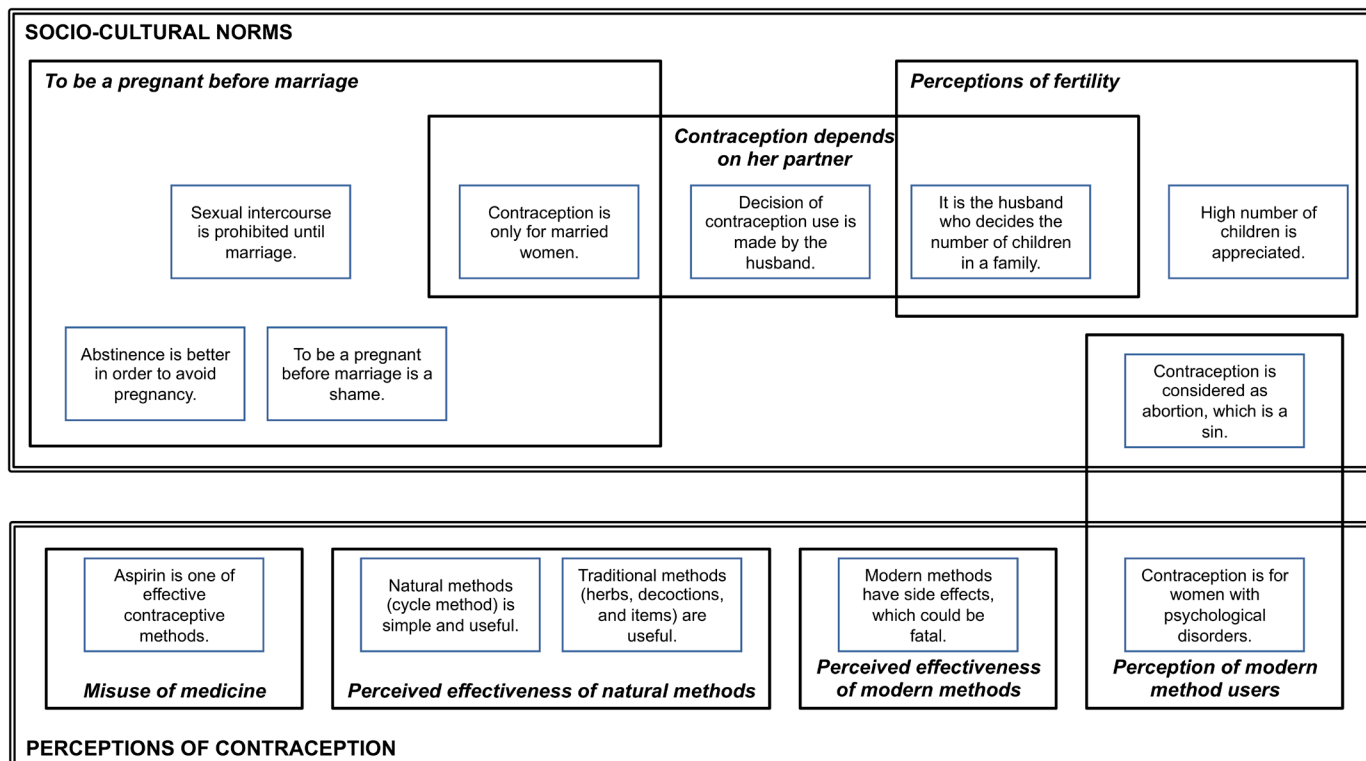 SOCIO-CULTURAL NORMS
To be a pregnant before marriage
Perceptions of fertility
Contraception depends
on her partner
Sexual intercourse
is prohibited until
marriage.
Contraception is
only for married
women.
Decision of
contraception use is
made by the
husband.
It is the husband
who decides the
number of children
in a family.
High number of
children is
appreciated.
Abstinence is better
in order to avoid
pregnancy.
To be a pregnant
before marriage is a
shame.
Contraception is
considered as
abortion, which is a
sin.
Aspirin is one of
effective
contraceptive
methods.
Natural methods
(cycle method) is
simple and useful.
Traditional methods
(herbs, decoctions,
and items) are
useful.
Modern methods
have side effects,
which could be
fatal.
Contraception is for
women with
psychological
disorders.
Misuse of medicine
Perceived effectiveness of natural methods
Perceived effectiveness
of modern methods
Perception of modern
method users
PERCEPTIONS OF CONTRACEPTION